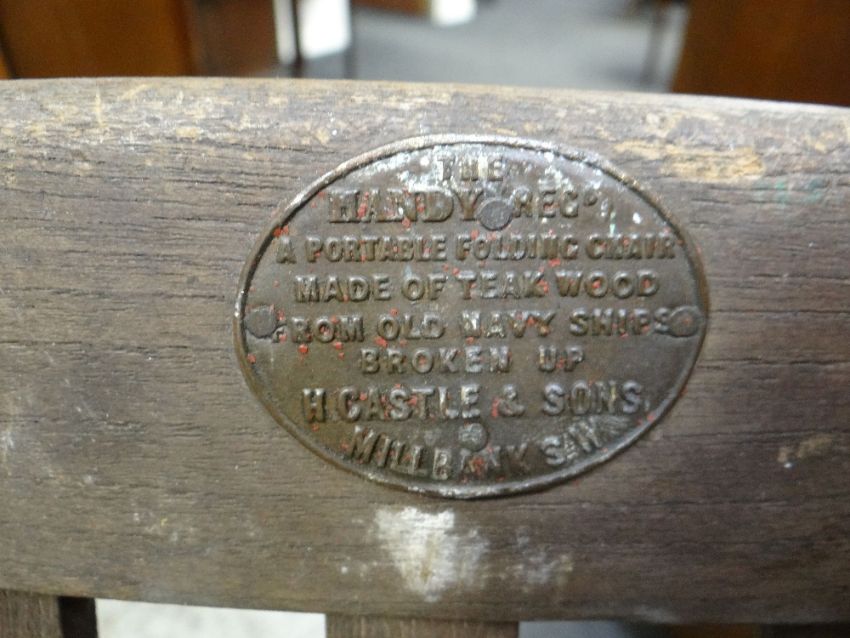 THE
HANDY REGD
A PORTABLE FOLDING CHAIR
MADE OF TEAK WOOD
FROM OLD NAVY SHIPS
BROKEN UP
H. CASTLE & SONS,
MILLBANK S.W.